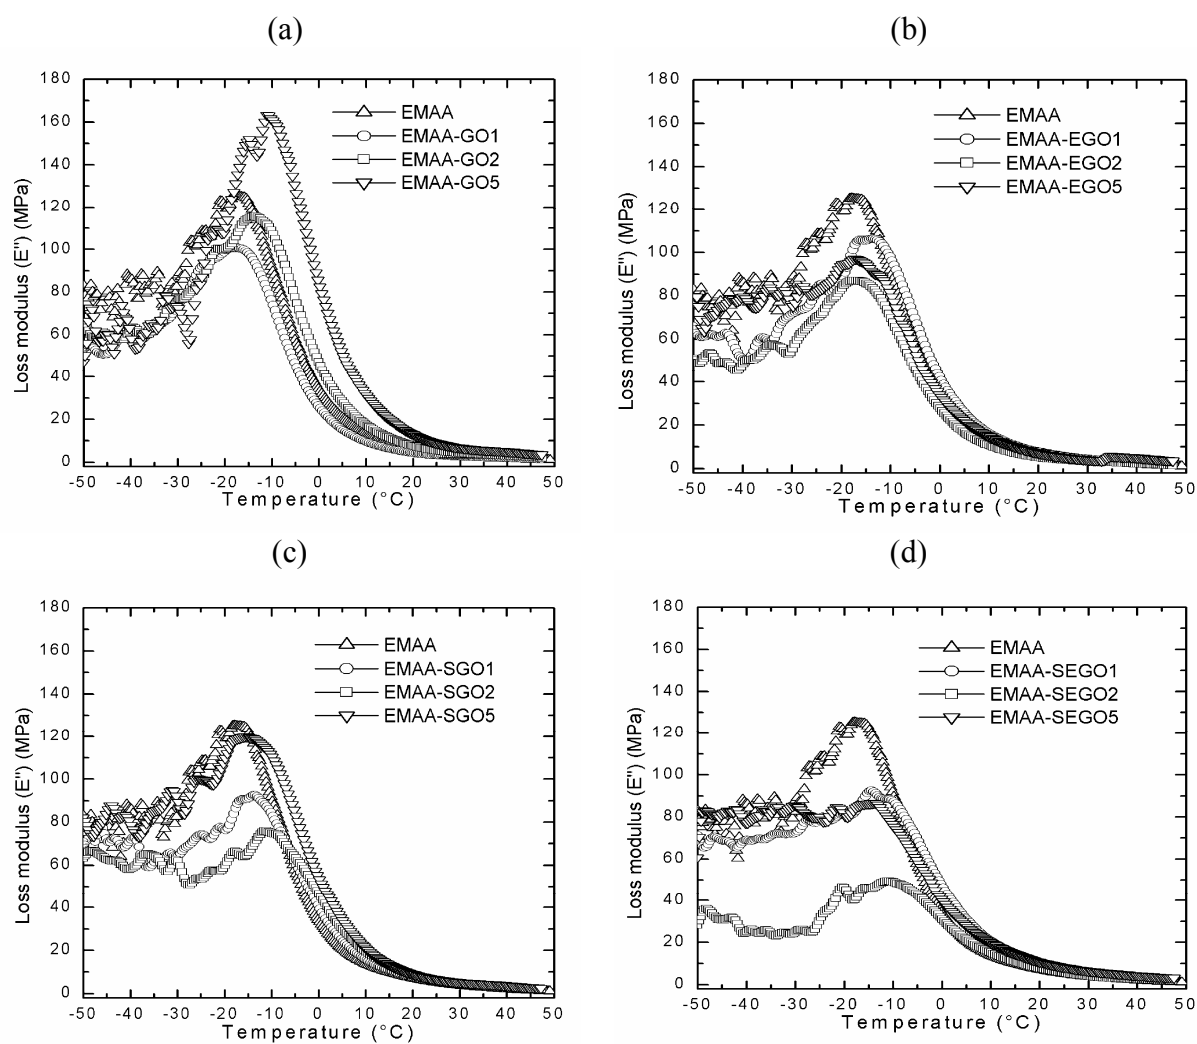 (a)
180
160
140
120
100
80
60
40
20
0
Loss modulus (E") (MPa)
EMAA
EMAA-GO1
EMAA-GO2
EMAA-GO5
-50 -40 -30 -20 -10 0 10 20 30 40 50
Temperature (°C)
(b)
180
160
140
120
100
80
60
40
20
0
Loss modulus (E") (MPa)
EMAA
EMAA-EGO1
EMAA-EGO2
EMAA-EGO5
-50 -40 -30 -20 -10 0 10 20 30 40 50
Temperature (°C)
(c)
180
160
140
120
100
80
60
40
20
0
Loss modulus (E") (MPa)
EMAA
EMAA-SGO1
EMAA-SGO2
EMAA-SGO5
-50 -40 -30 -20 -10 0 10 20 30 40 50
Temperature (°C)
(d)
180
160
140
120
100
80
60
40
20
0
Loss modulus (E") (MPa)
EMAA
EMAA-SEGO1
EMAA-SEGO2
EMAA-SEGO5
-50 -40 -30 -20 -10 0 10 20 30 40 50
Temperature (°C)